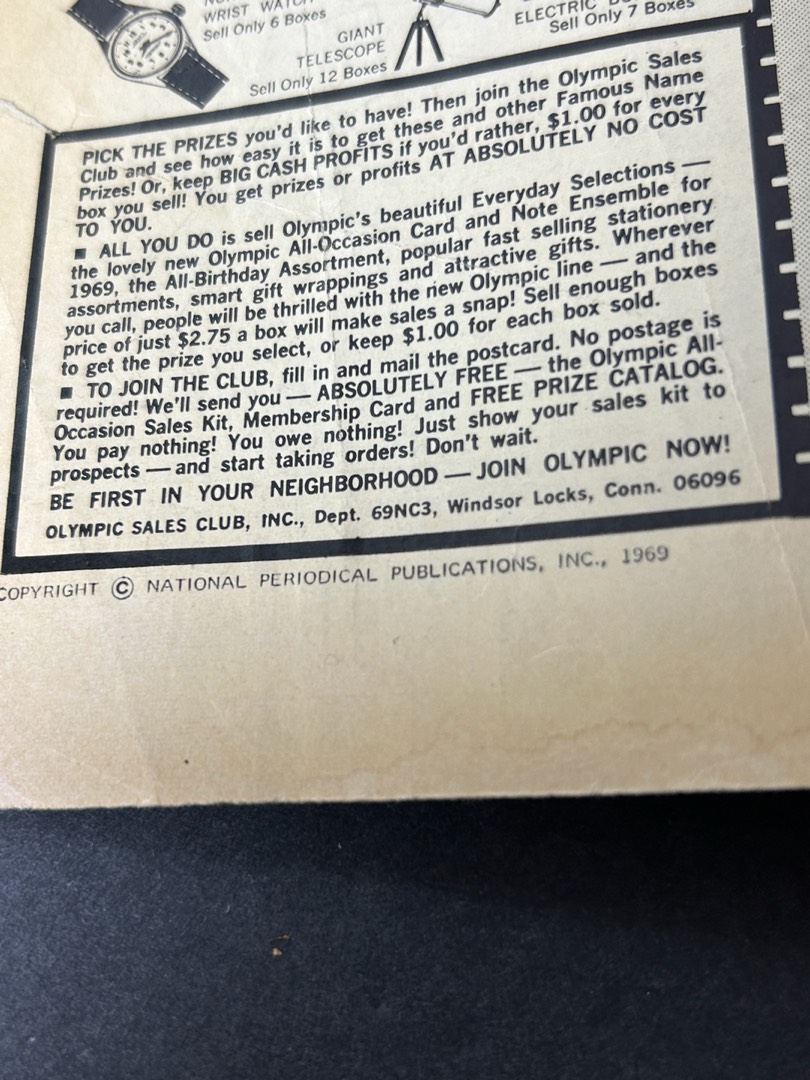 WRIST WATCH
Sell Only 6 Boxes
GIANT
TELESCOPE
Sell Only 12 Boxes
ELECTRIC
Sell Only 7 Boxes
PICK THE PRIZES you'd like to have! Then join the Olympic Sales
Club and see how easy it is to get these and other Famous Name
Prizes! Or, keep BIG CASH PROFITS if you'd rather, $1.00 for every
box you sell! You get prizes or profits AT ABSOLUTELY NO COST
TO YOU.
■ ALL YOU DO is sell Olympic's beautiful Everyday Selections —
the lovely new Olympic All-Occasion Card and Note Ensemble for
1969, the All-Birthday Assortment, popular fast selling stationery
assortments, smart gift wrappings and attractive gifts. Wherever
you call, people will be thrilled with the new Olympic line — and the
price of just $2.75 a box will make sales a snap! Sell enough boxes
to get the prize you select, or keep $1.00 for each box sold.
■ TO JOIN THE CLUB, fill in and mail the postcard. No postage is
required! We'll send you — ABSOLUTELY FREE — the Olympic All-
Occasion Sales Kit, Membership Card and FREE PRIZE CATALOG.
You pay nothing! You owe nothing! Just show your sales kit to
prospects — and start taking orders! Don't wait.
BE FIRST IN YOUR NEIGHBORHOOD — JOIN OLYMPIC NOW!
OLYMPIC SALES CLUB, INC., Dept. 69NC3, Windsor Locks, Conn. 06096
COPYRIGHT © NATIONAL PERIODICAL PUBLICATIONS, INC., 1969